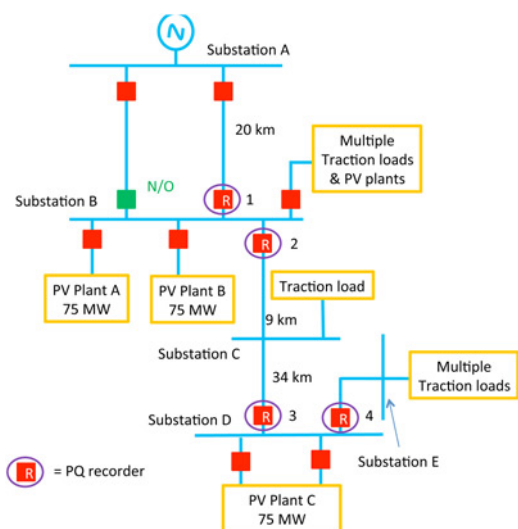 N
Substation A
20 km
Multiple
Traction loads
& PV plants
N/O
Substation B
R 1
R 2
PV Plant A
75 MW
PV Plant B
75 MW
Traction load
9 km
Substation C
34 km
Multiple
Traction loads
R 3
R 4
Substation D
Substation E
R = PQ recorder
PV Plant C
75 MW